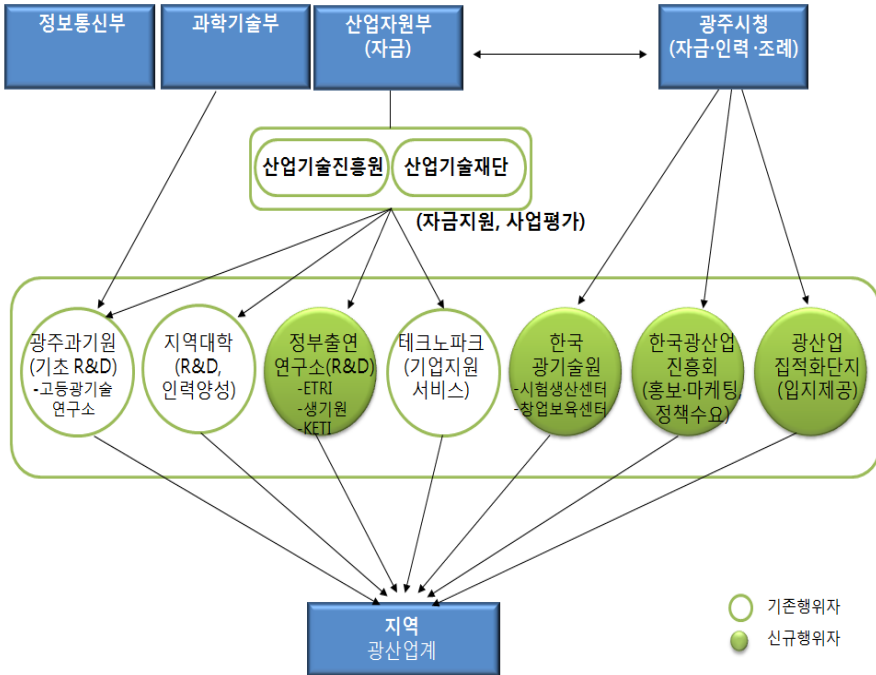 정보통신부
과학기술부
산업자원부
(자금)
광주시청
(자금·인력·조례)
산업기술진흥원
산업기술재단
(자금지원, 사업평가)
광주과기원
(기초 R&D)
-고등광기술
연구소
지역대학
(R&D,
인력양성)
정부출연
연구소(R&D)
-ETRI
-생기원
-KETI
테크노파크
(기업지원
서비스)
한국
광기술원
-시험생산센터
-창업보육센터
한국광산업
진흥회
(홍보·마케팅,
정책수요)
광산업
집적화단지
(입지제공)
지역
광산업계
기존행위자
신규행위자